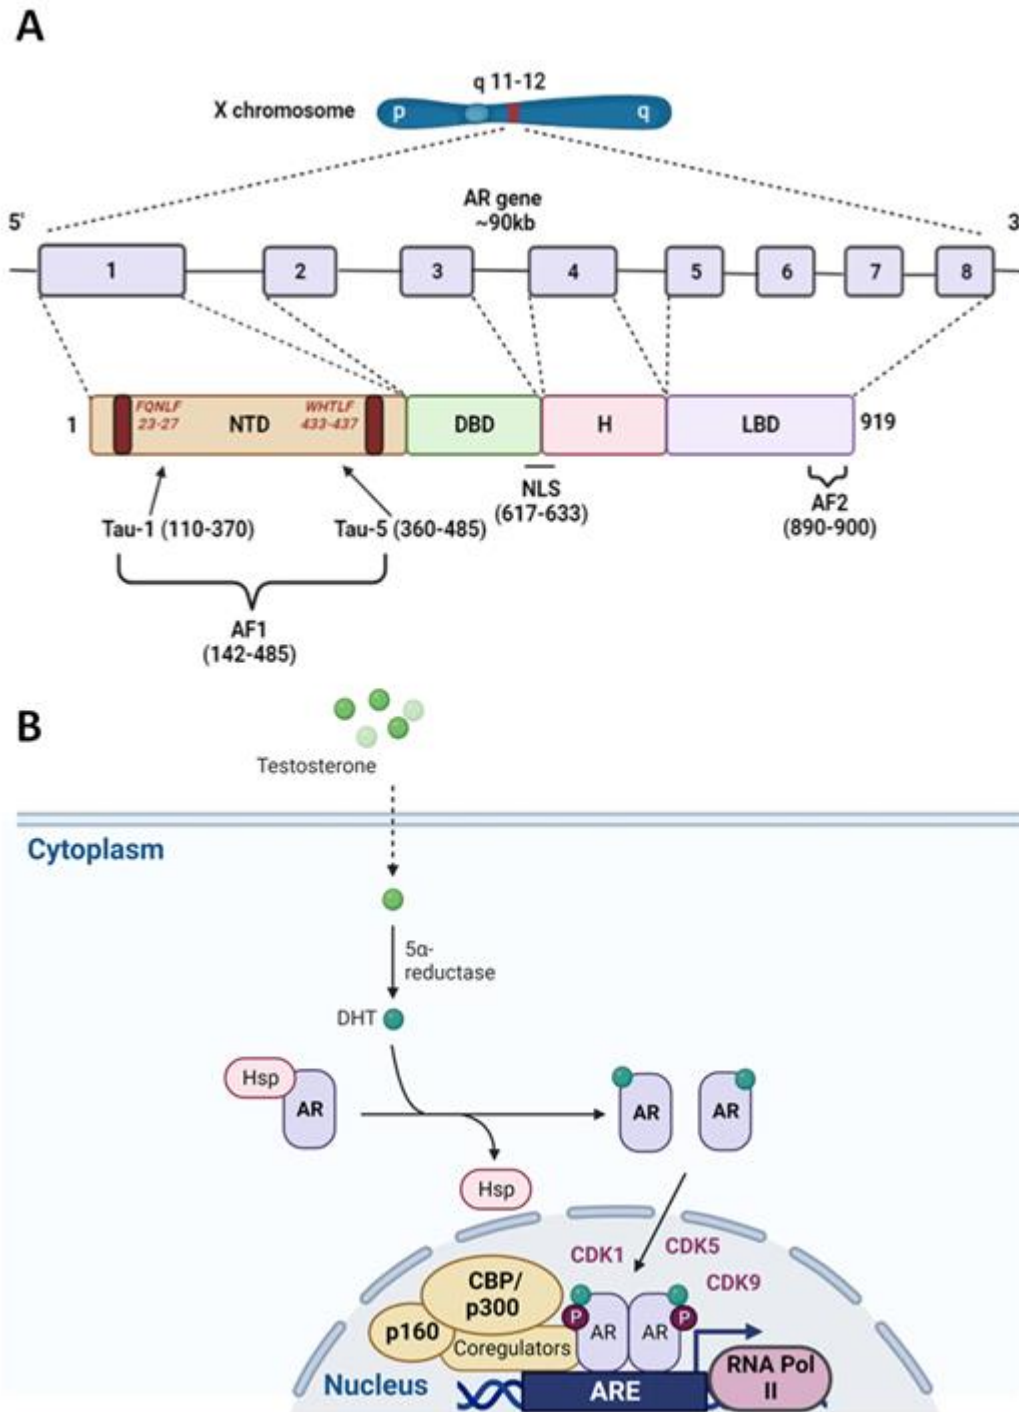 A
q 11-12
X chromosome
p
q
AR gene
~90kb
5'
3
1
2
3
4
5
6
7
8
1
FQNLF
23-27
NTD
WHTLF
433-437
DBD
H
LBD
919
NLS
(617-633)
AF2
(890-900)
Tau-1 (110-370)
Tau-5 (360-485)
AF1
(142-485)
B
Testosterone
Cytoplasm
5α-
reductase
DHT
Hsp
AR
AR
AR
Hsp
CDK1
CDK5
CDK9
CBP/
p300
p160
Coregulators
P
AR
AR
P
RNA Pol
II
Nucleus
ARE